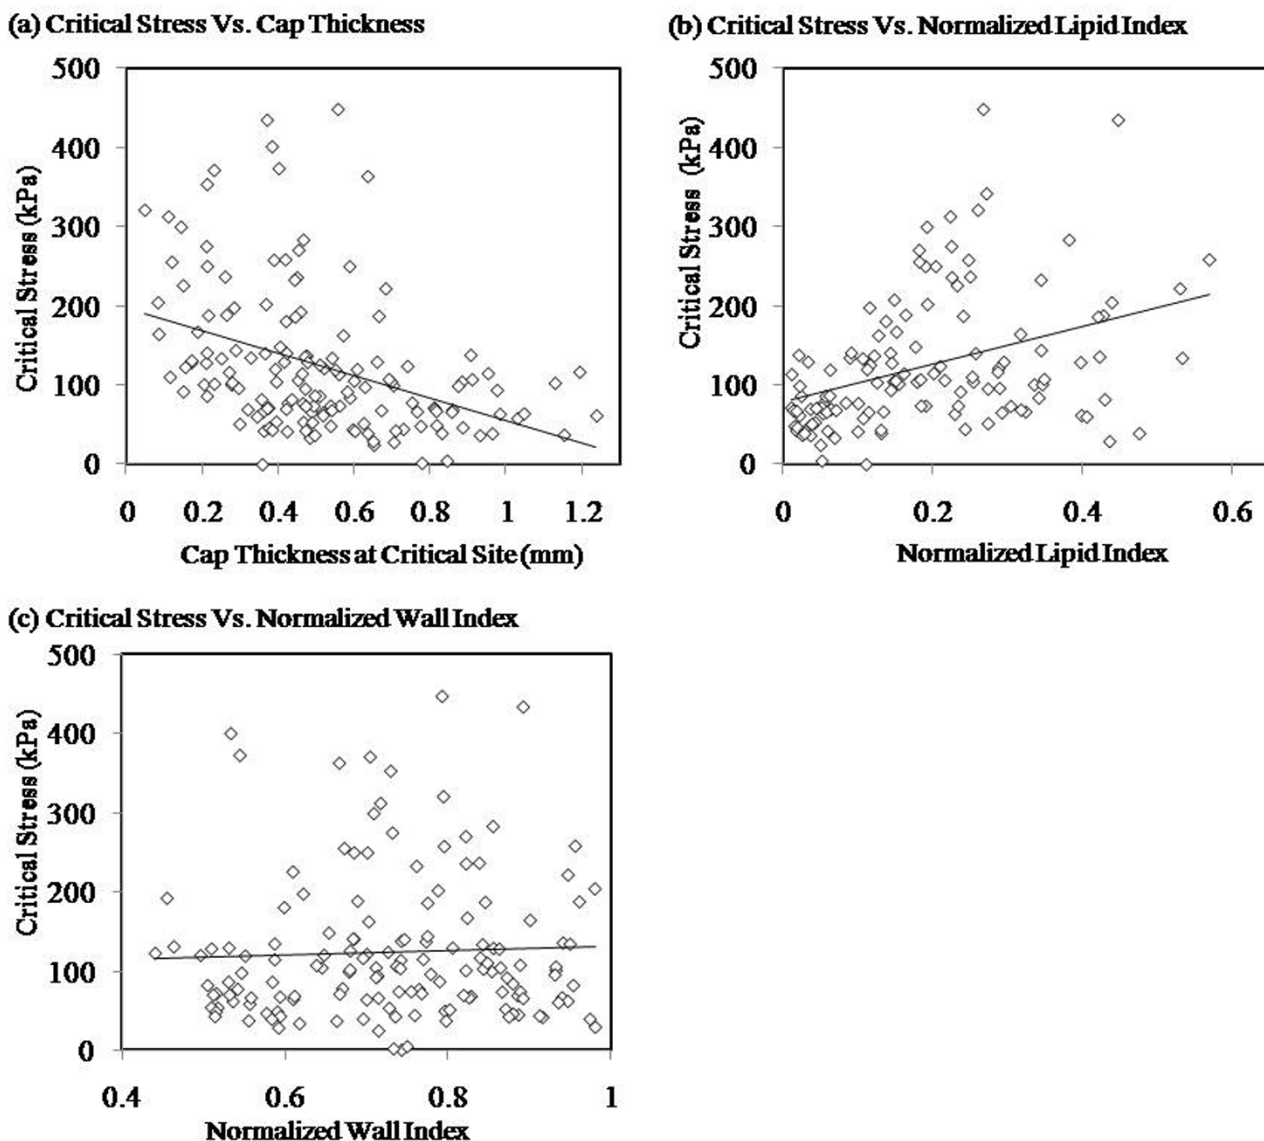 (a) Critical Stress Vs. Cap Thickness
500
400
300
200
100
0
Critical Stress (kPa)
0 0.2 0.4 0.6 0.8 1 1.2
Cap Thickness at Critical Site (mm)
(b) Critical Stress Vs. Normalized Lipid Index
500
400
300
200
100
0
Critical Stress (kPa)
0 0.2 0.4 0.6
Normalized Lipid Index
(c) Critical Stress Vs. Normalized Wall Index
500
400
300
200
100
0
Critical Stress (kPa)
0.4 0.6 0.8 1
Normalized Wall Index